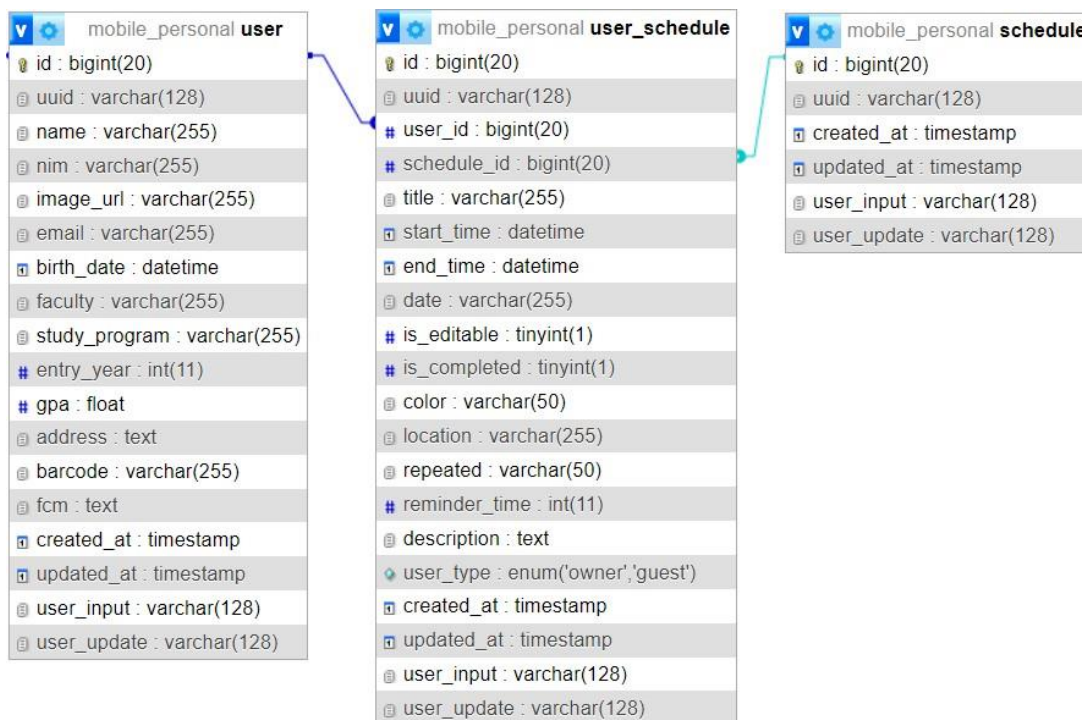 v mobile_personal user
id : bigint(20)
uuid : varchar(128)
name : varchar(255)
nim : varchar(255)
image_url : varchar(255)
email : varchar(255)
birth_date : datetime
faculty : varchar(255)
study_program : varchar(255)
# entry_year : int(11)
# gpa : float
address : text
barcode : varchar(255)
fcm : text
created_at : timestamp
updated_at : timestamp
user_input : varchar(128)
user_update : varchar(128)
v mobile_personal user_schedule
id : bigint(20)
uuid : varchar(128)
# user_id : bigint(20)
# schedule_id : bigint(20)
title : varchar(255)
start_time : datetime
end_time : datetime
date : varchar(255)
# is_editable : tinyint(1)
# is_completed : tinyint(1)
color : varchar(50)
location : varchar(255)
repeated : varchar(50)
# reminder_time : int(11)
description : text
user_type : enum('owner','guest')
created_at : timestamp
updated_at : timestamp
user_input : varchar(128)
user_update : varchar(128)
v mobile_personal schedule
id : bigint(20)
uuid : varchar(128)
created_at : timestamp
updated_at : timestamp
user_input : varchar(128)
user_update : varchar(128)